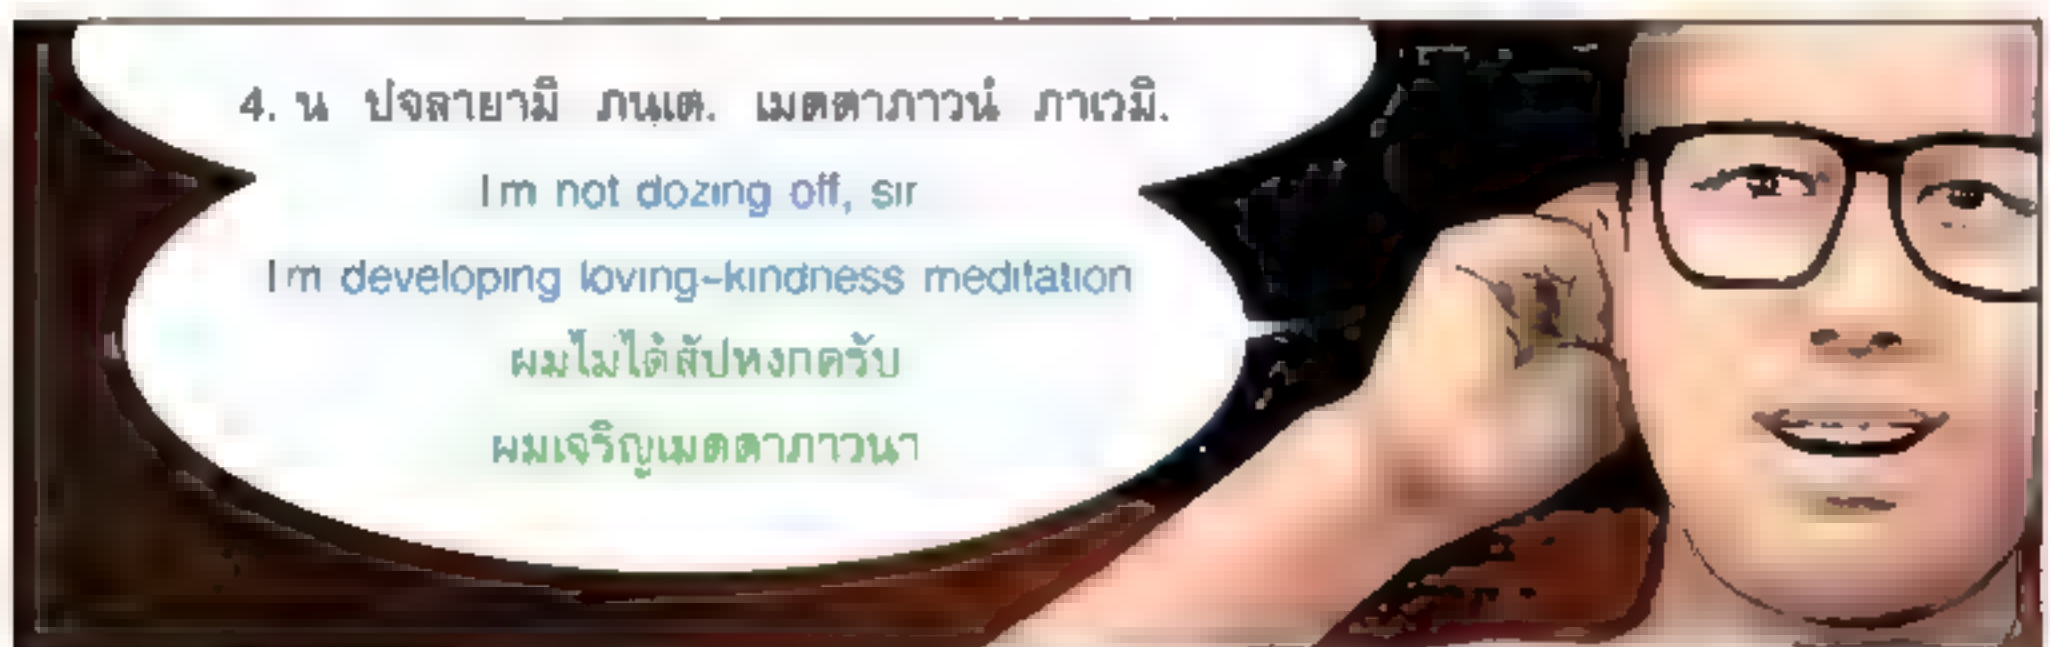 4. น ปจลายามิ ภนเต. เมตตาภาวนํ ภาเวมิ.
I'm not dozing off, sir
I'm developing loving-kindness meditation
ผมไม่ได้สัปหงกครับ
ผมเจริญเมตตาภาวนา